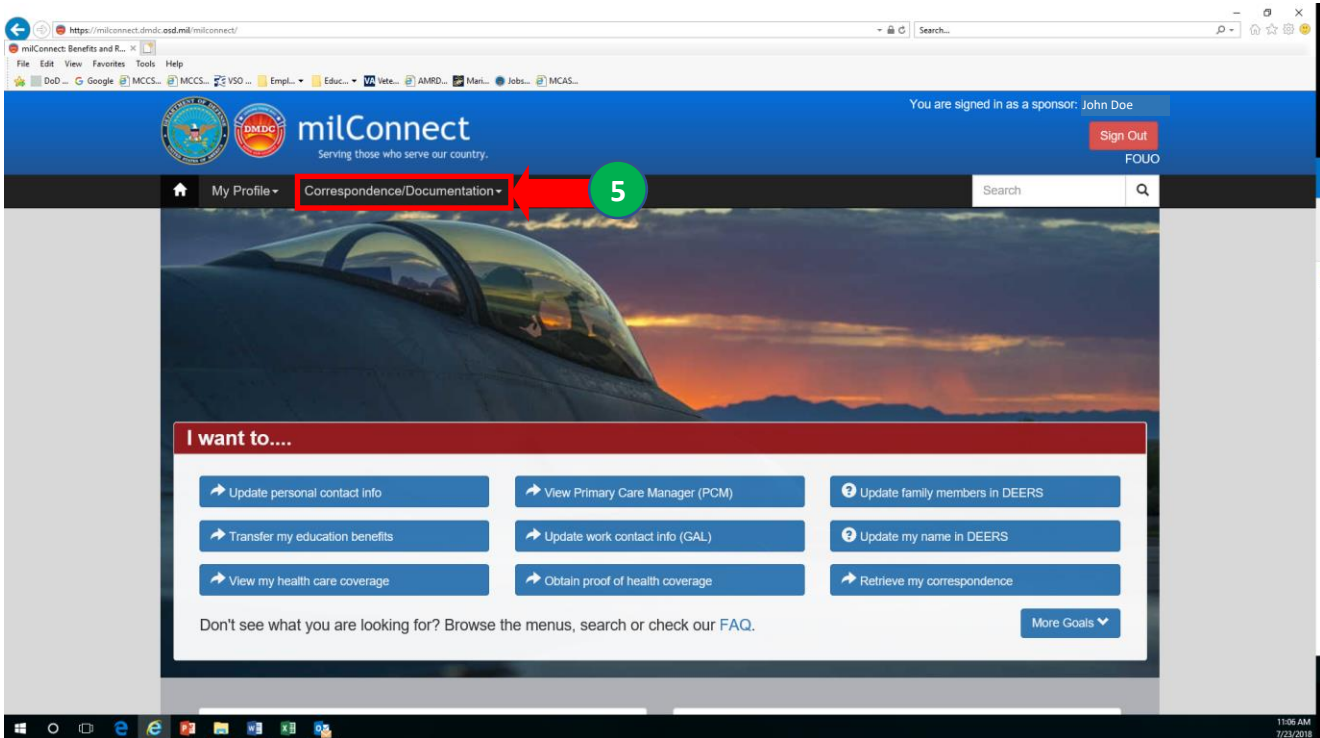 https://milconnect.dmdc.osd.mil/milconnect/
Search...
milConnect: Benefits and R...
File Edit View Favorites Tools Help
DoD ... Google MCCS... MCCS... VSO ... Empl... Educ... Vete... AMRD... Mari... Jobs... MCAS...
You are signed in as a sponsor: John Doe
DMDC
milConnect
Serving those who serve our country.
Sign Out
FOUO
My Profile Correspondence/Documentation
5
Search
I want to....
Update personal contact info
View Primary Care Manager (PCM)
Update family members in DEERS
Transfer my education benefits
Update work contact info (GAL)
Update my name in DEERS
View my health care coverage
Obtain proof of health coverage
Retrieve my correspondence
Don't see what you are looking for? Browse the menus, search or check our FAQ.
More Goals
11:06 AM
7/23/2018